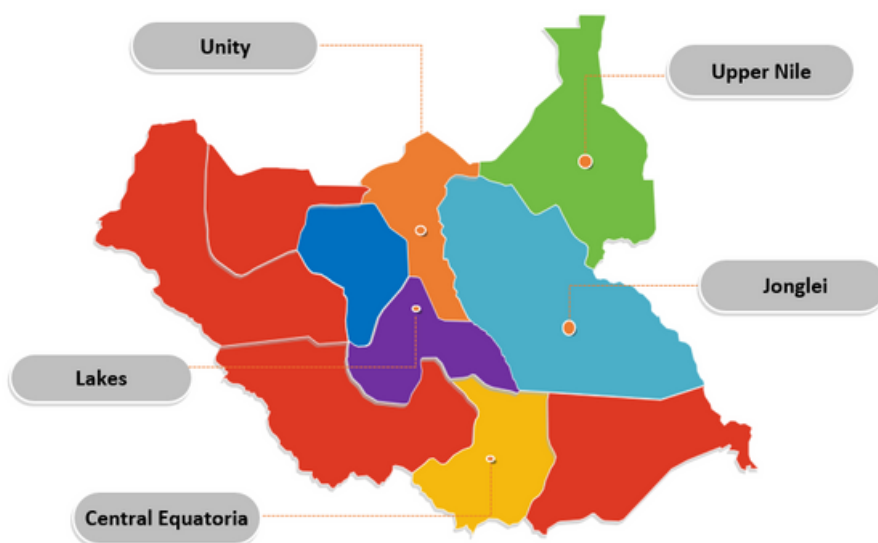 Unity
Upper Nile
Jonglei
Lakes
Central Equatoria